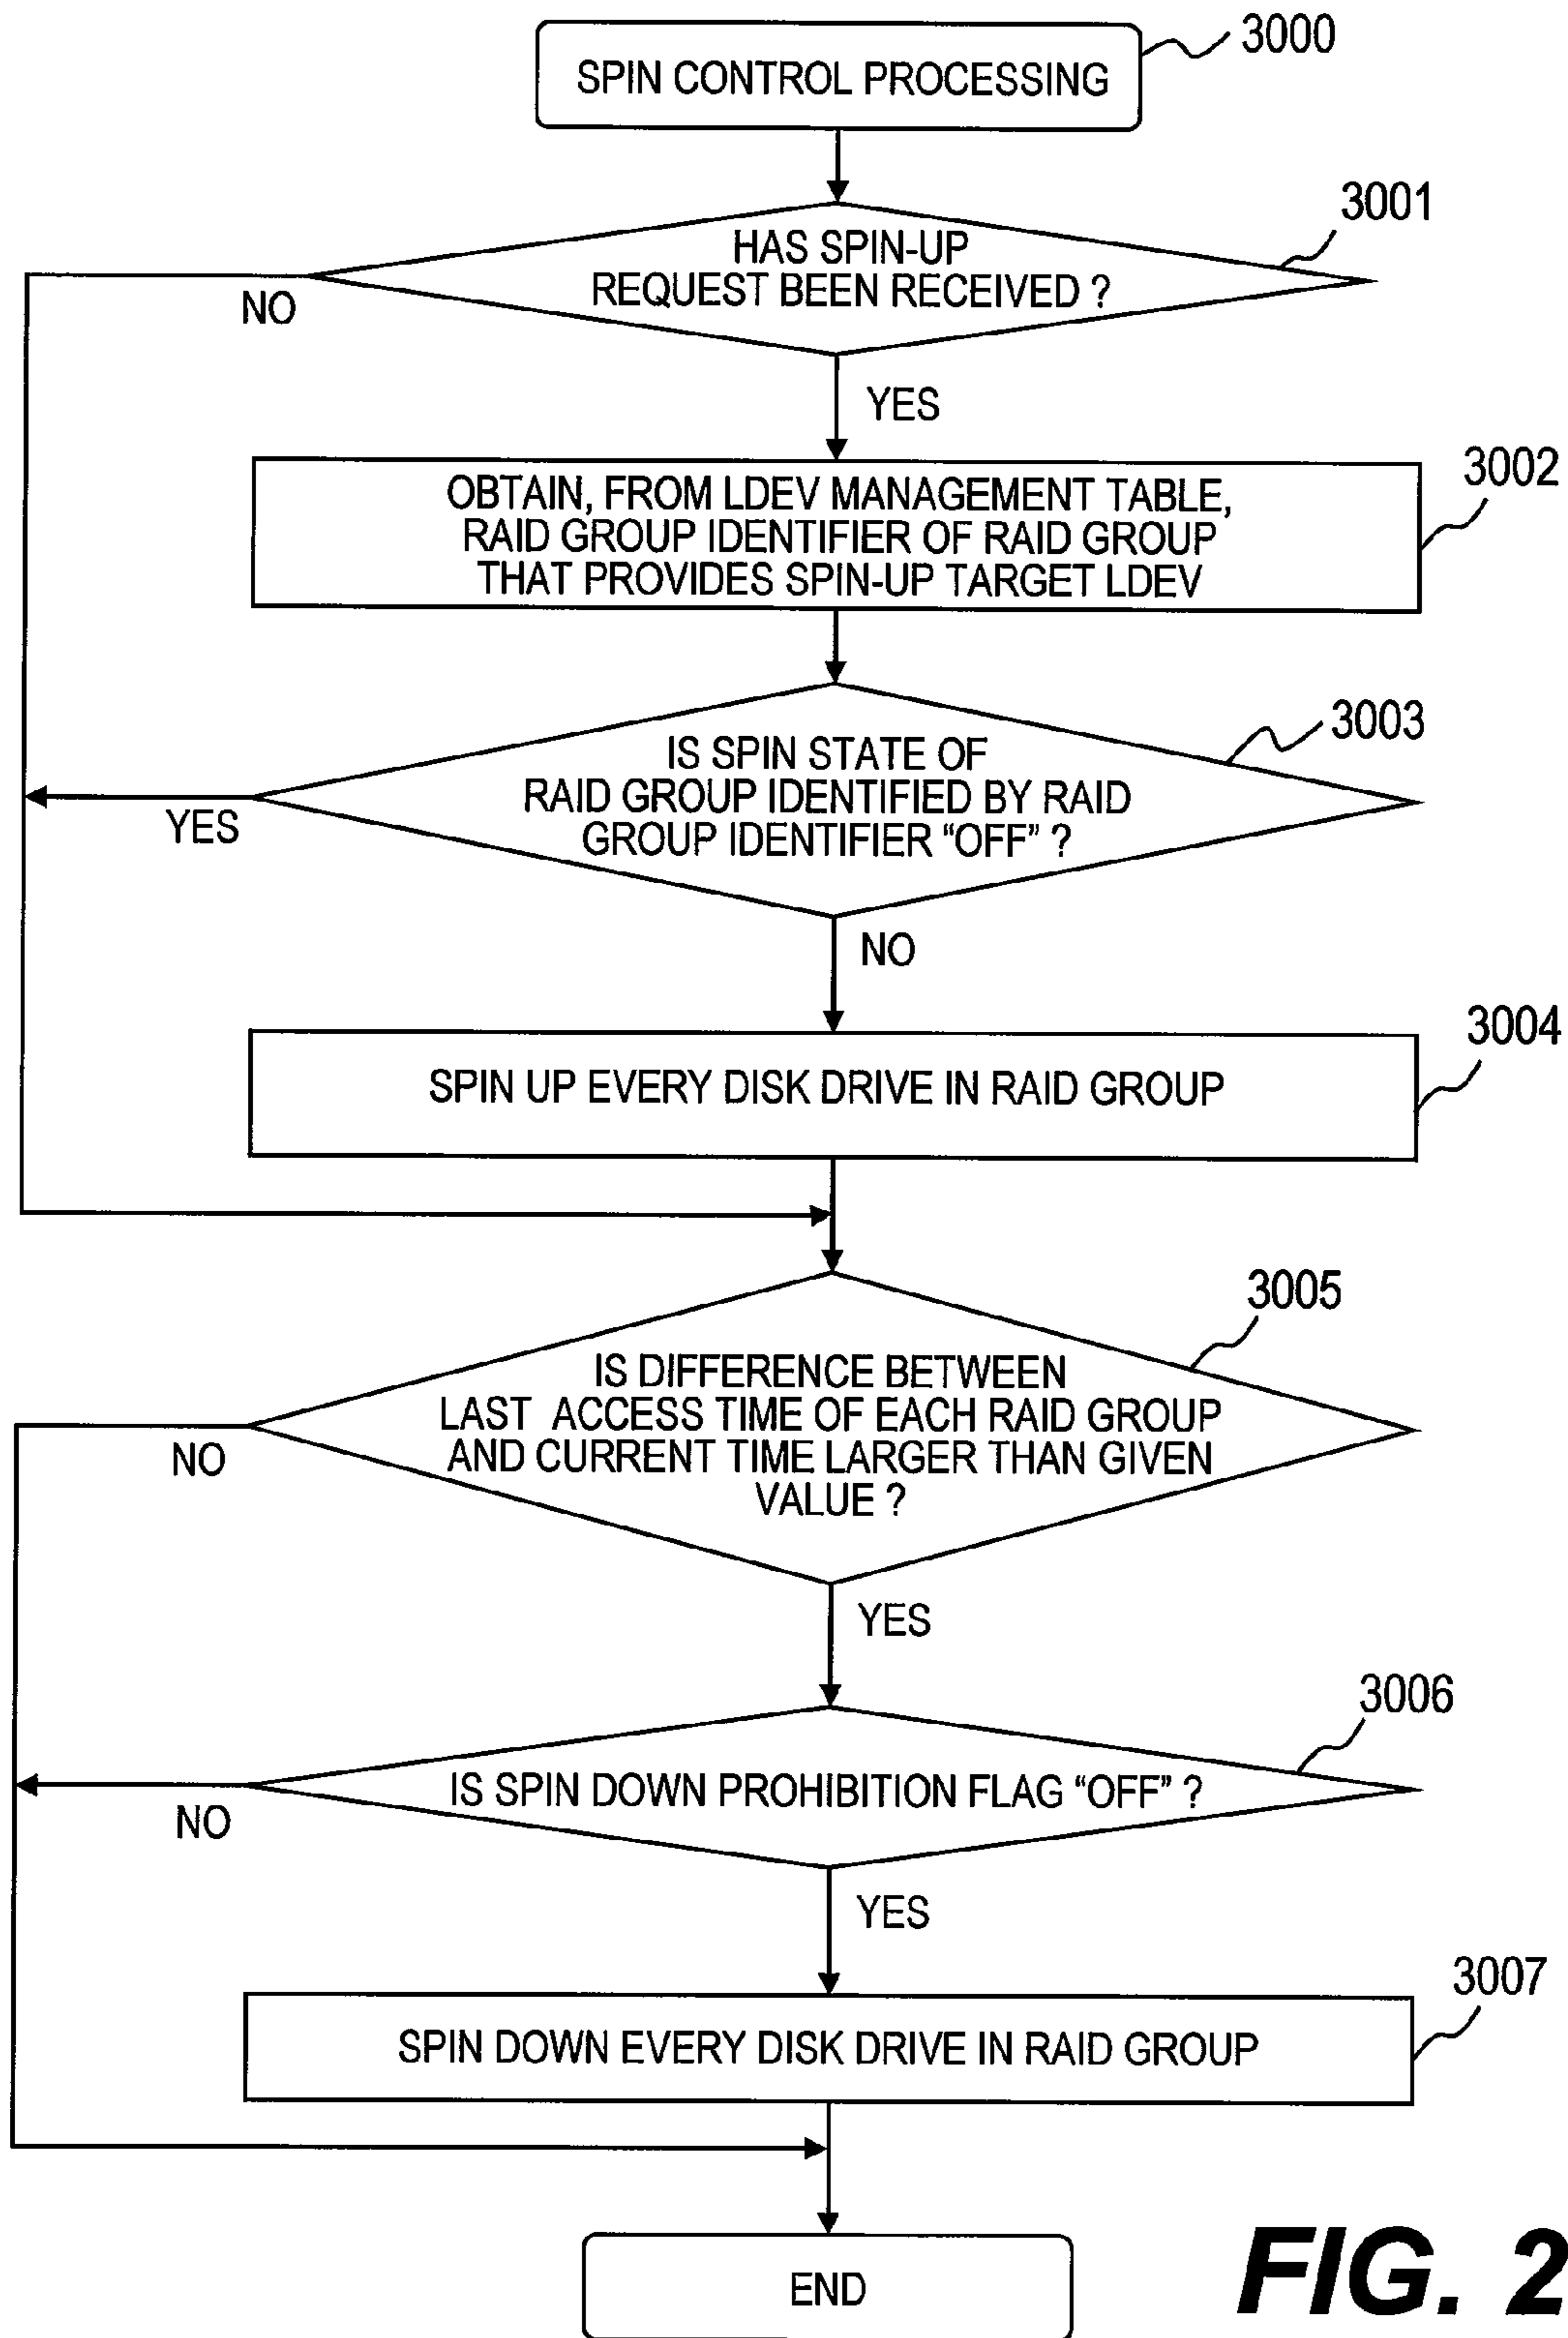 3000
SPIN CONTROL PROCESSING
3001
HAS SPIN-UP
REQUEST BEEN RECEIVED ?
NO
YES
3002
OBTAIN, FROM LDEV MANAGEMENT TABLE,
RAID GROUP IDENTIFIER OF RAID GROUP
THAT PROVIDES SPIN-UP TARGET LDEV
3003
IS SPIN STATE OF
RAID GROUP IDENTIFIED BY RAID
GROUP IDENTIFIER “OFF” ?
YES
NO
3004
SPIN UP EVERY DISK DRIVE IN RAID GROUP
3005
IS DIFFERENCE BETWEEN
LAST ACCESS TIME OF EACH RAID GROUP
AND CURRENT TIME LARGER THAN GIVEN
VALUE ?
NO
YES
3006
IS SPIN DOWN PROHIBITION FLAG “OFF” ?
NO
YES
3007
SPIN DOWN EVERY DISK DRIVE IN RAID GROUP
END
FIG. 2